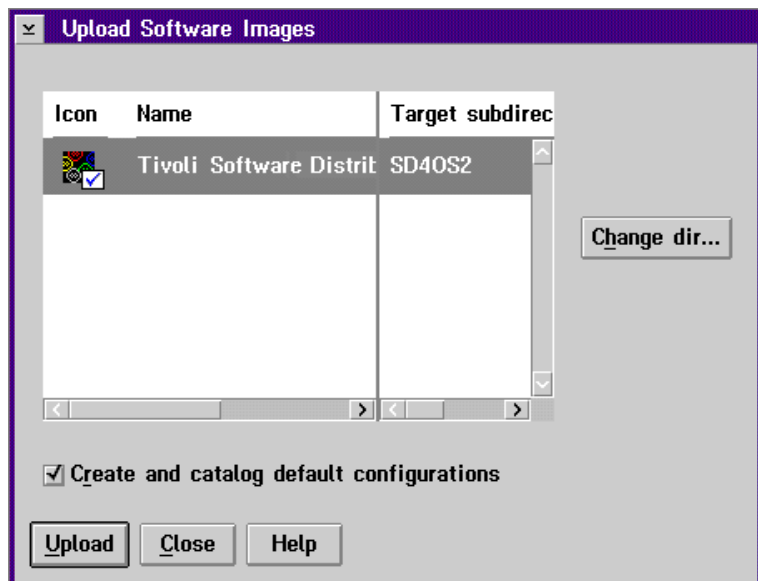 Upload Software Images
Icon Name Target subdirec
Tivoli Software Distrib SD4OS2
Change dir...
Create and catalog default configurations
Upload Close Help